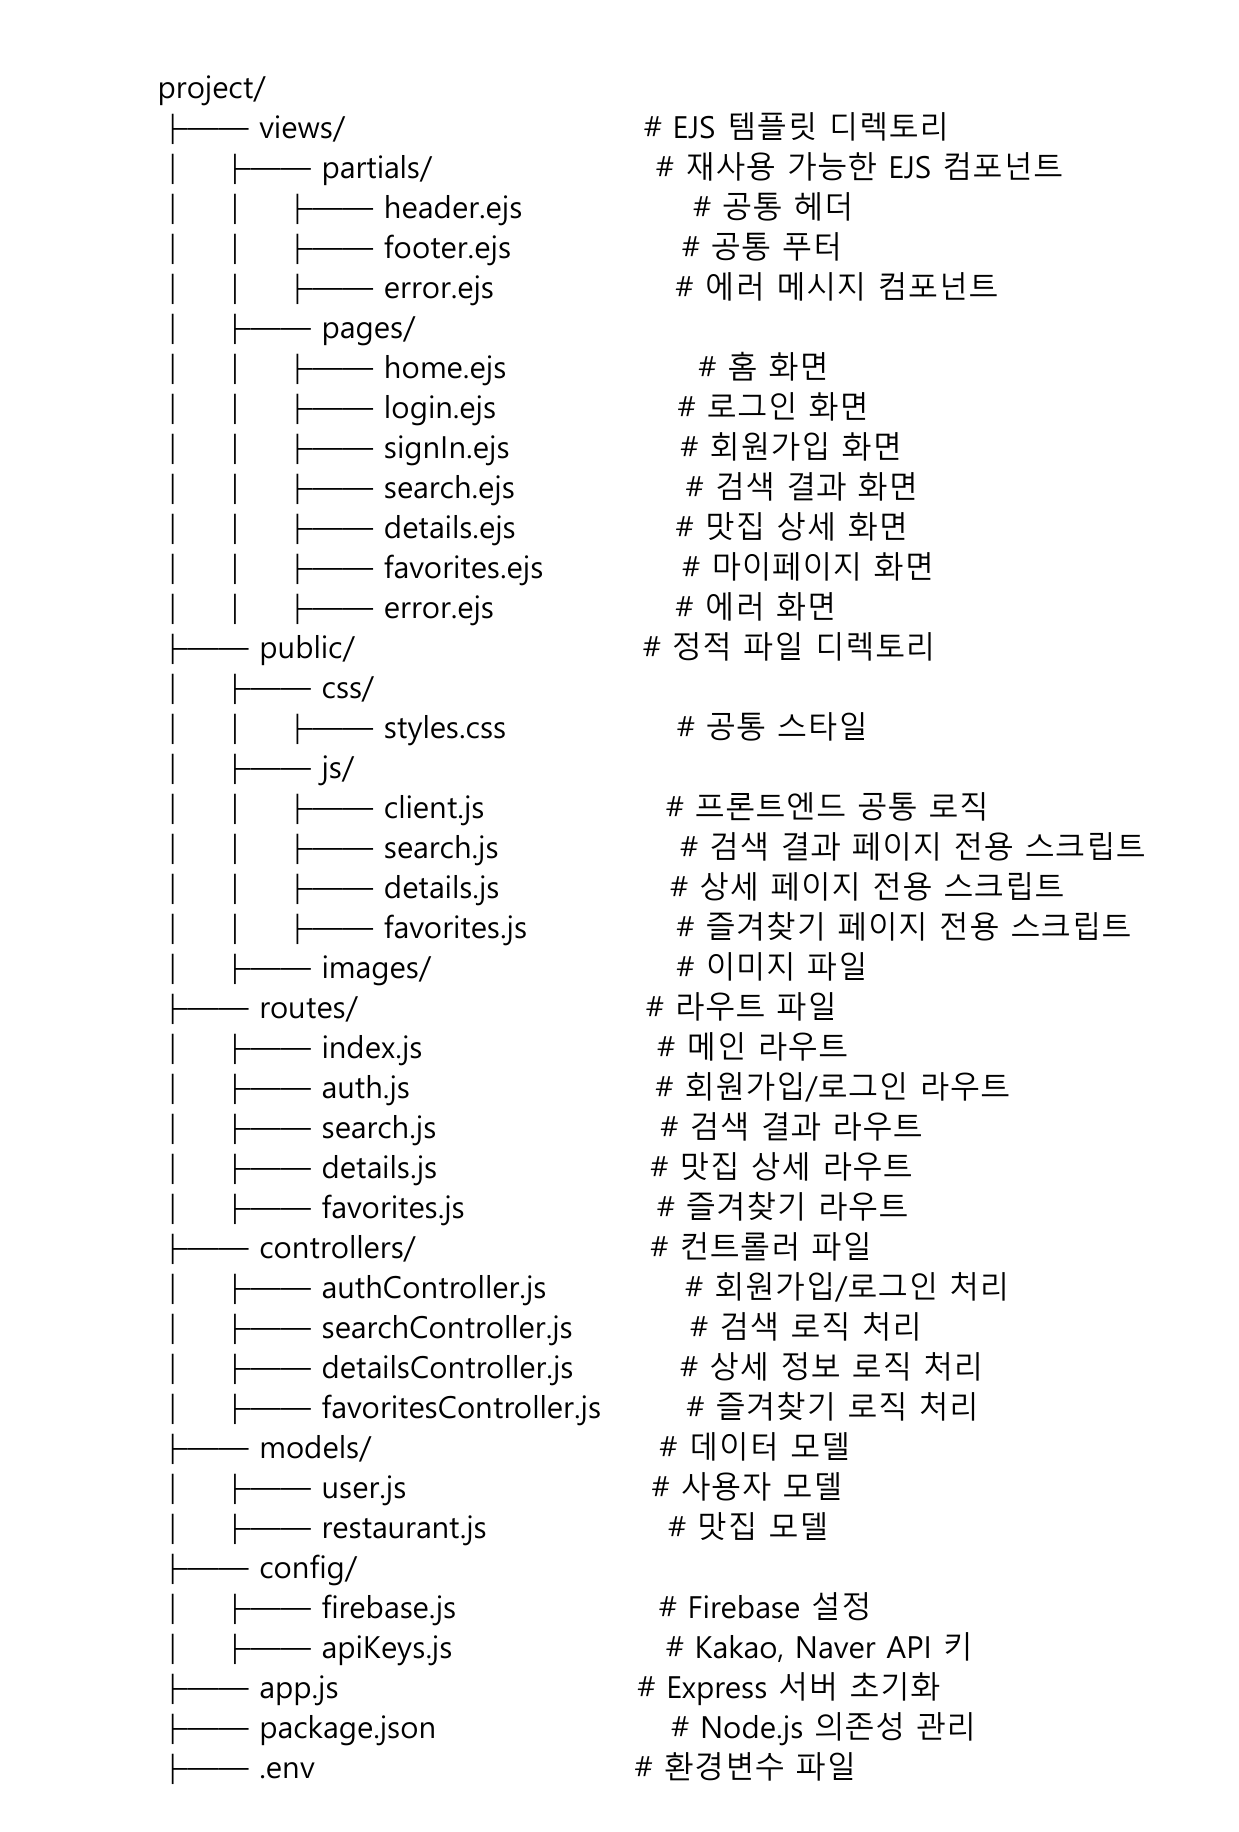 project/
├── views/ # EJS 템플릿 디렉토리
│ ├── partials/ # 재사용 가능한 EJS 컴포넌트
│ │ ├── header.ejs # 공통 헤더
│ │ ├── footer.ejs # 공통 푸터
│ │ ├── error.ejs # 에러 메시지 컴포넌트
│ ├── pages/
│ │ ├── home.ejs # 홈 화면
│ │ ├── login.ejs # 로그인 화면
│ │ ├── signIn.ejs # 회원가입 화면
│ │ ├── search.ejs # 검색 결과 화면
│ │ ├── details.ejs # 맛집 상세 화면
│ │ ├── favorites.ejs # 마이페이지 화면
│ │ ├── error.ejs # 에러 화면
├── public/ # 정적 파일 디렉토리
│ ├── css/
│ │ ├── styles.css # 공통 스타일
│ ├── js/
│ │ ├── client.js # 프론트엔드 공통 로직
│ │ ├── search.js # 검색 결과 페이지 전용 스크립트
│ │ ├── details.js # 상세 페이지 전용 스크립트
│ │ ├── favorites.js # 즐겨찾기 페이지 전용 스크립트
│ ├── images/ # 이미지 파일
├── routes/ # 라우트 파일
│ ├── index.js # 메인 라우트
│ ├── auth.js # 회원가입/로그인 라우트
│ ├── search.js # 검색 결과 라우트
│ ├── details.js # 맛집 상세 라우트
│ ├── favorites.js # 즐겨찾기 라우트
├── controllers/ # 컨트롤러 파일
│ ├── authController.js # 회원가입/로그인 처리
│ ├── searchController.js # 검색 로직 처리
│ ├── detailsController.js # 상세 정보 로직 처리
│ ├── favoritesController.js # 즐겨찾기 로직 처리
├── models/ # 데이터 모델
│ ├── user.js # 사용자 모델
│ ├── restaurant.js # 맛집 모델
├── config/
│ ├── firebase.js # Firebase 설정
│ ├── apiKeys.js # Kakao, Naver API 키
├── app.js # Express 서버 초기화
├── package.json # Node.js 의존성 관리
├── .env # 환경변수 파일